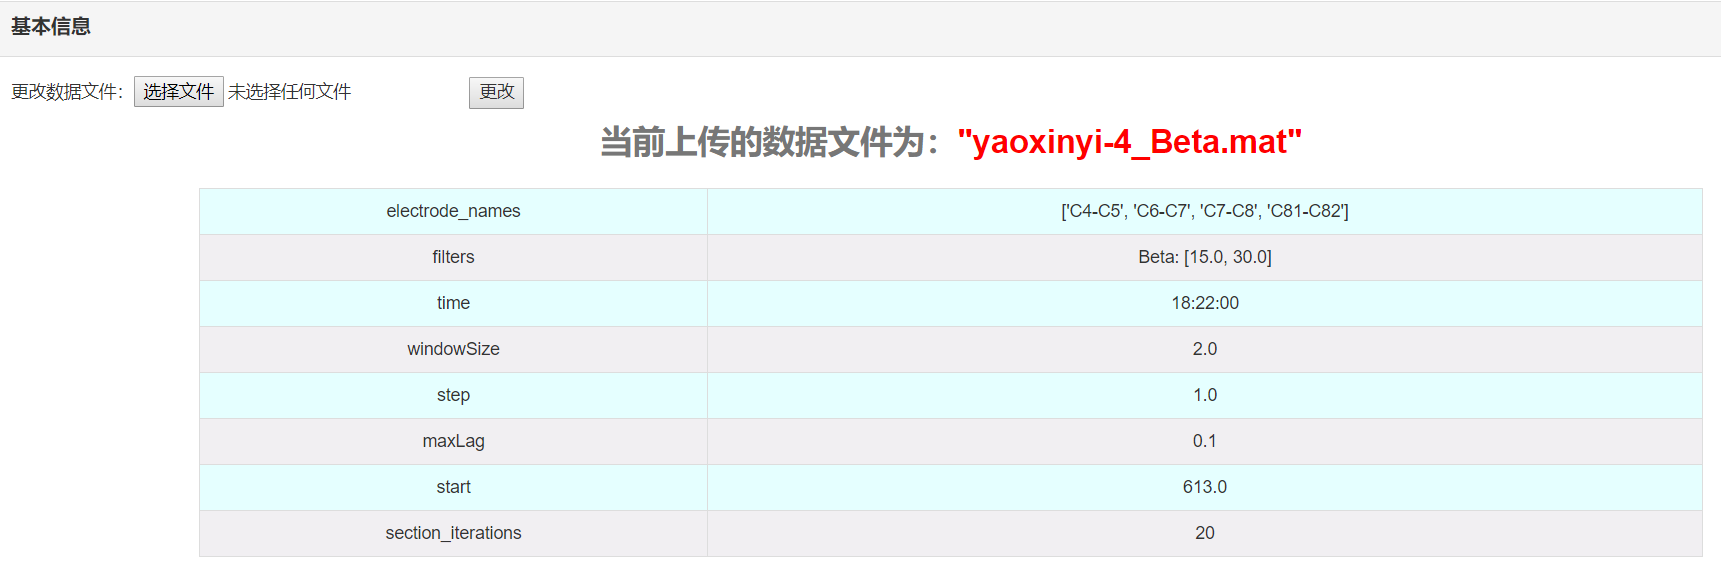 基本信息
更改数据文件： 选择文件 未选择任何文件 更改
当前上传的数据文件为："yaoxinyi-4_Beta.mat"
electrode_names ['C4-C5', 'C6-C7', 'C7-C8', 'C81-C82']
filters Beta: [15.0, 30.0]
time 18:22:00
windowSize 2.0
step 1.0
maxLag 0.1
start 613.0
section_iterations 20